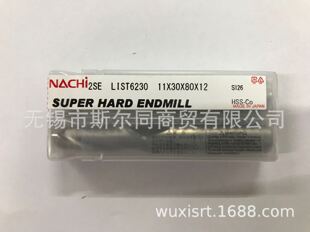 NACHi 2SE LIST6230 11X30X80X12 SI26
SUPER HARD ENDMILL HSS-Co
MADE IN JAPAN
无锡市斯尔同商贸有限公司
wuxisrt.1688.com